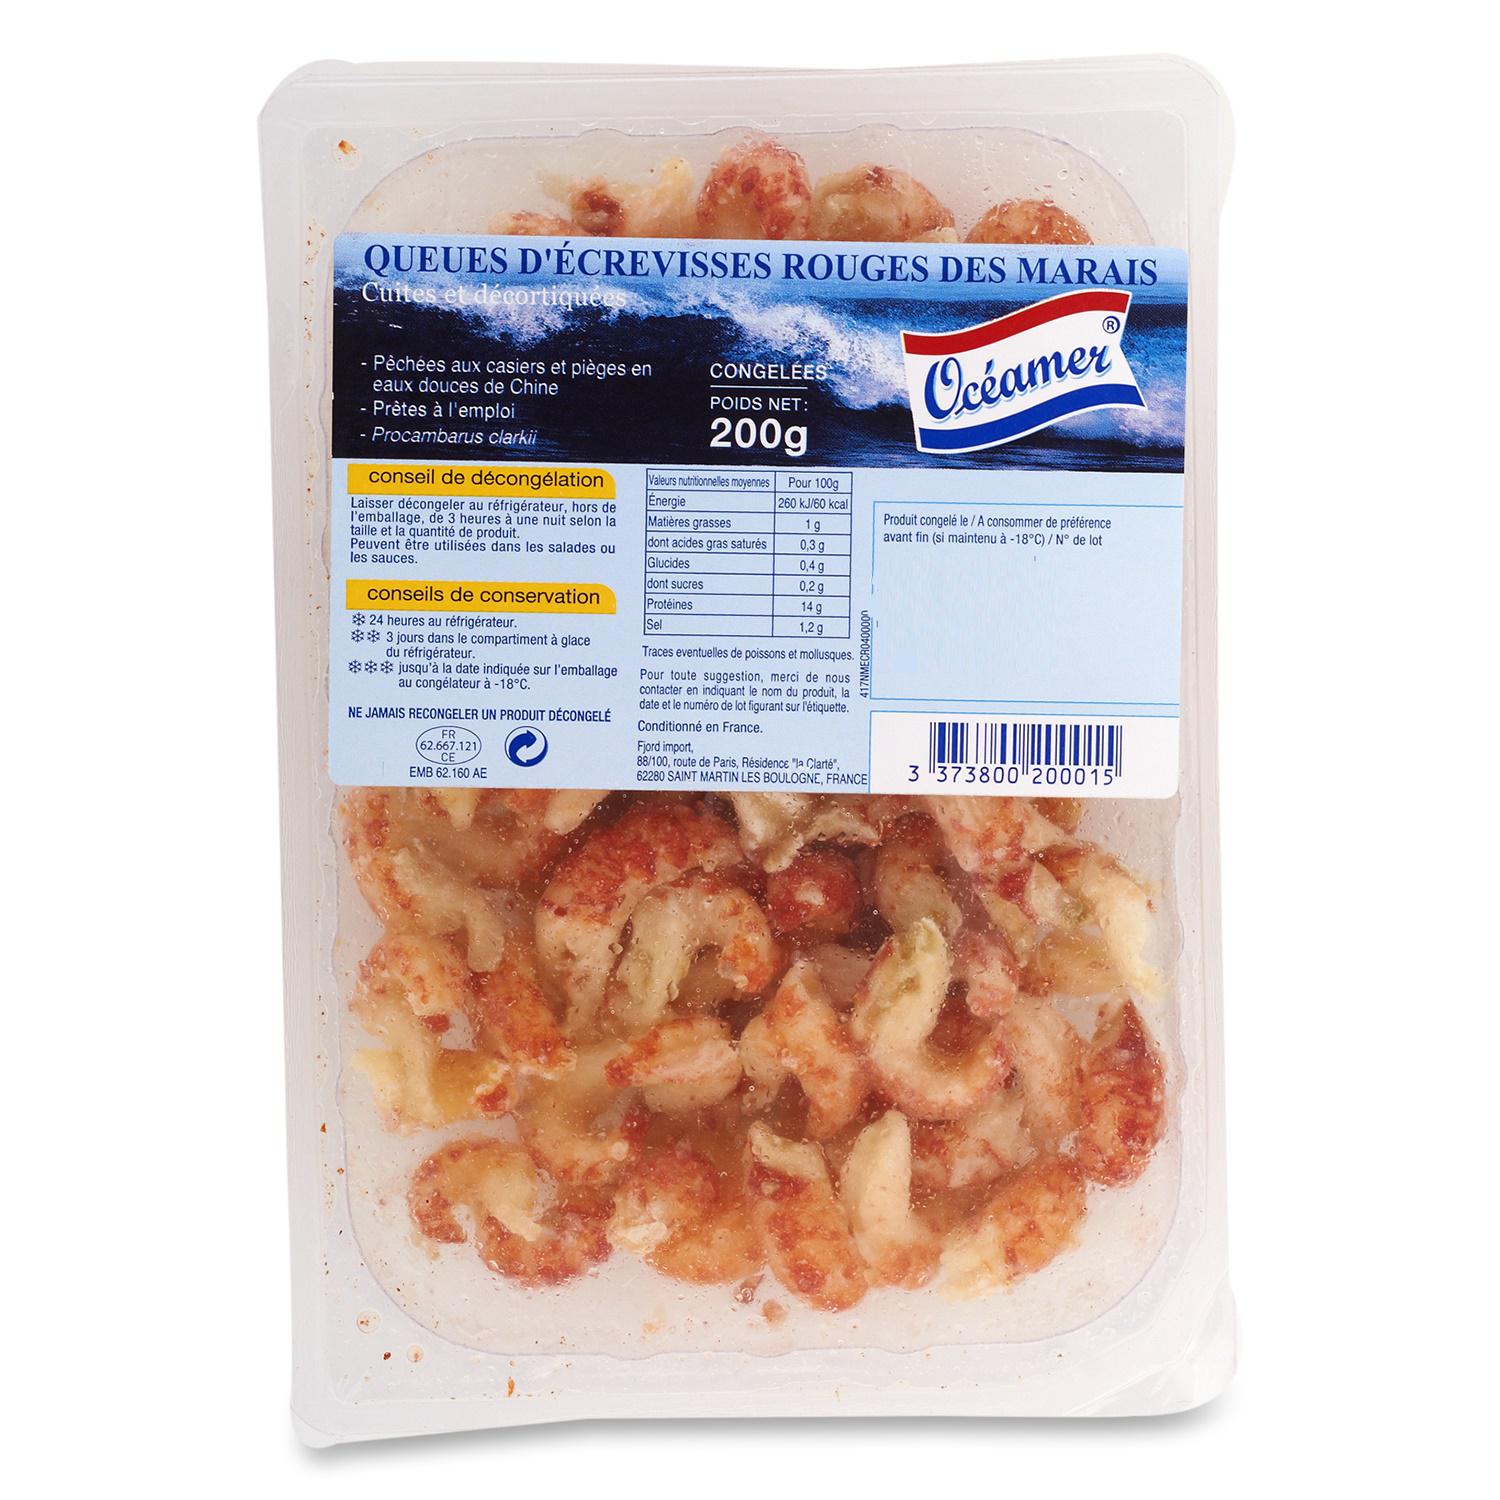 QUEUES D'ÉCREVISSES ROUGES DES MARAIS
Cuites et décortiquées
- Pêchées aux casiers et pièges en
eaux douces de Chine
- Prêtes à l'emploi
- Procambarus clarkii
CONGELÉES
POIDS NET:
200g
Océamer ®
conseil de décongélation
Laisser décongeler au réfrigérateur, hors de
l'emballage, de 3 heures à une nuit selon la
taille et la quantité de produit.
Peuvent être utilisées dans les salades ou
les sauces.
conseils de conservation
❄ 24 heures au réfrigérateur.
❄❄ 3 jours dans le compartiment à glace
du réfrigérateur.
❄❄❄ jusqu'à la date indiquée sur l'emballage
au congélateur à -18°C.
NE JAMAIS RECONGELER UN PRODUIT DÉCONGELÉ
FR
62.667.121
CE
EMB 62.160 AE
Valeurs nutritionnelles moyennes Pour 100g
Énergie 260 kJ/60 kcal
Matières grasses 1 g
dont acides gras saturés 0,3 g
Glucides 0,4 g
dont sucres 0,2 g
Protéines 14 g
Sel 1,2 g
Traces eventuelles de poissons et mollusques.
Pour toute suggestion, merci de nous
contacter en indiquant le nom du produit, la
date et le numéro de lot figurant sur l'étiquette.
Conditionné en France.
Fjord import,
88/100, route de Paris, Résidence "la Clarté",
62280 SAINT MARTIN LES BOULOGNE, FRANCE
417NMECR040000
Produit congelé le / A consommer de préférence
avant fin (si maintenu à -18°C) / N° de lot
3 373800 200015